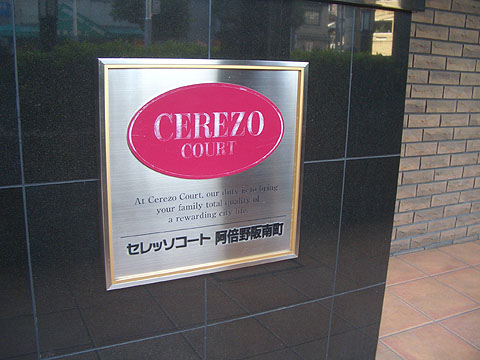 CEREZO
COURT
At Cerezo Court, our duty is to bring
your family total quality of
a rewarding city life.
セレッソコート 阿倍野阪南町